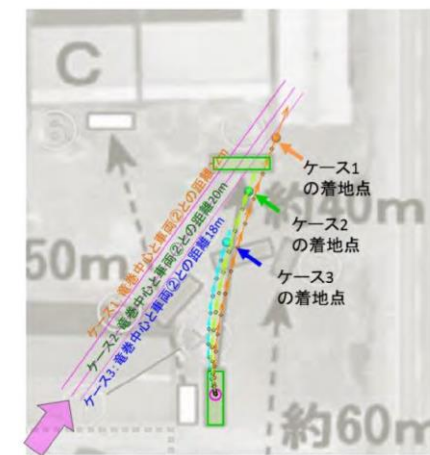 C
ケース1
の着地点
約40m
ケース2
の着地点
50m
ケース3
の着地点
ケース1:竜巻中心と車両②との距離22m
ケース2:竜巻中心と車両②との距離20m
ケース3:竜巻中心と車両②との距離18m
約60m